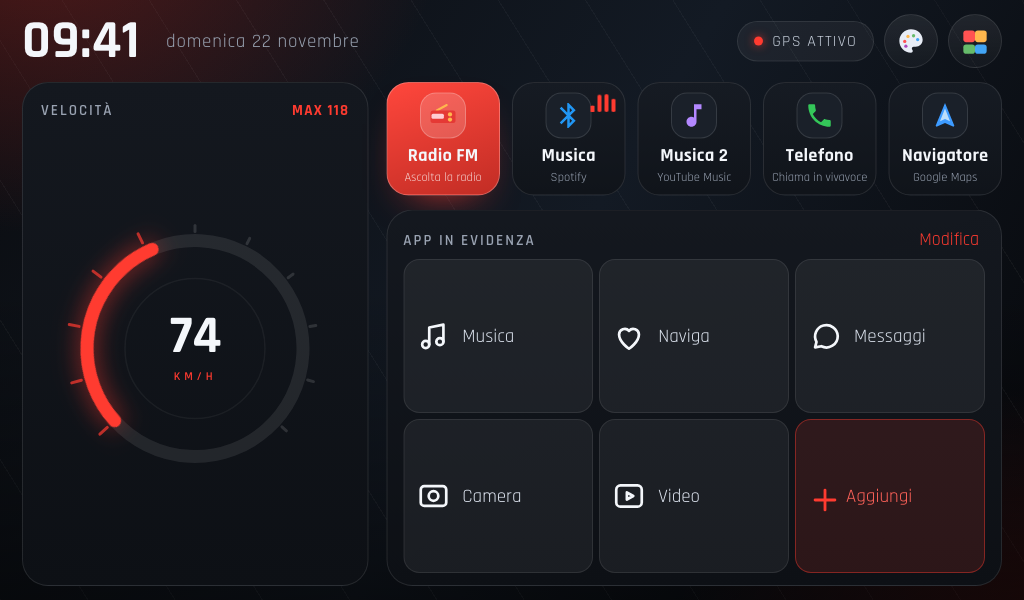 09:41
domenica 22 novembre
GPS ATTIVO
VELOCITÀ
MAX 118
74
KM/H
Radio FM
Ascolta la radio
Musica
Spotify
Musica 2
YouTube Music
Telefono
Chiama in vivavoce
Navigatore
Google Maps
APP IN EVIDENZA
Modifica
Musica
Naviga
Messaggi
Camera
Video
Aggiungi